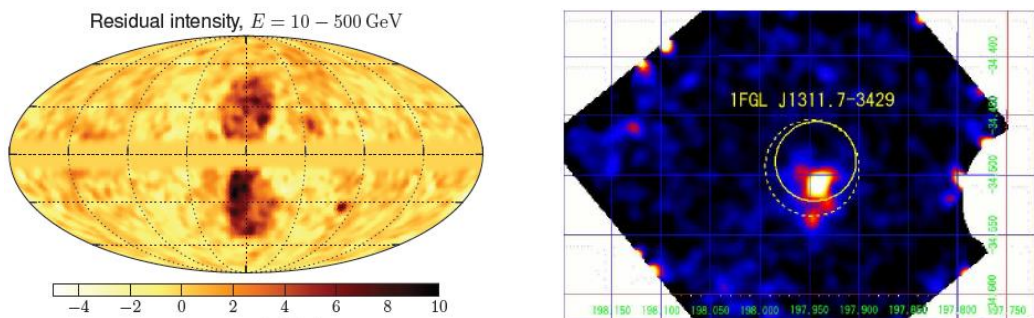 Residual intensity, E = 10 − 500 GeV
−4 −2 0 2 4 6 8 10
1FGL J1311.7-3429
-34.400
-34.500
-34.550
-34.600
198.150 198.100 198.050 198.000 197.950 197.900 197.850 197.800 197.750